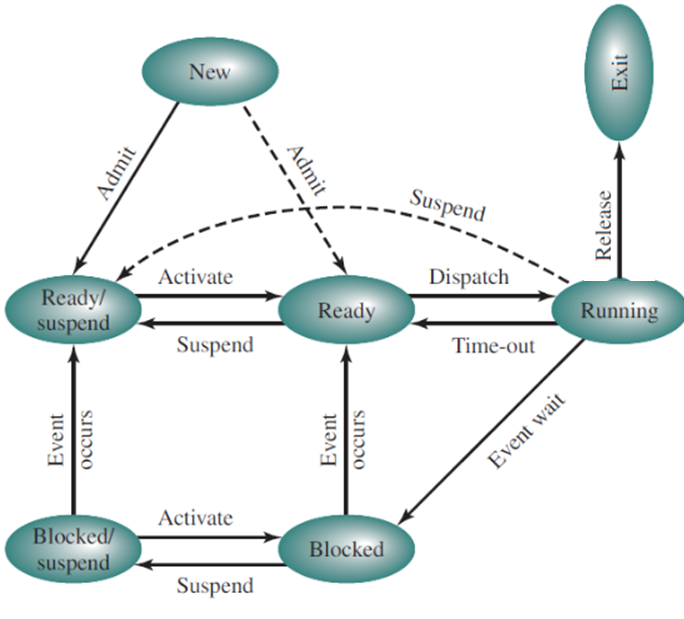 New
Exit
Admit
Admit
Suspend
Release
Ready/
suspend
Activate
Suspend
Ready
Dispatch
Time-out
Running
Event
occurs
Event
occurs
Event wait
Blocked/
suspend
Activate
Suspend
Blocked